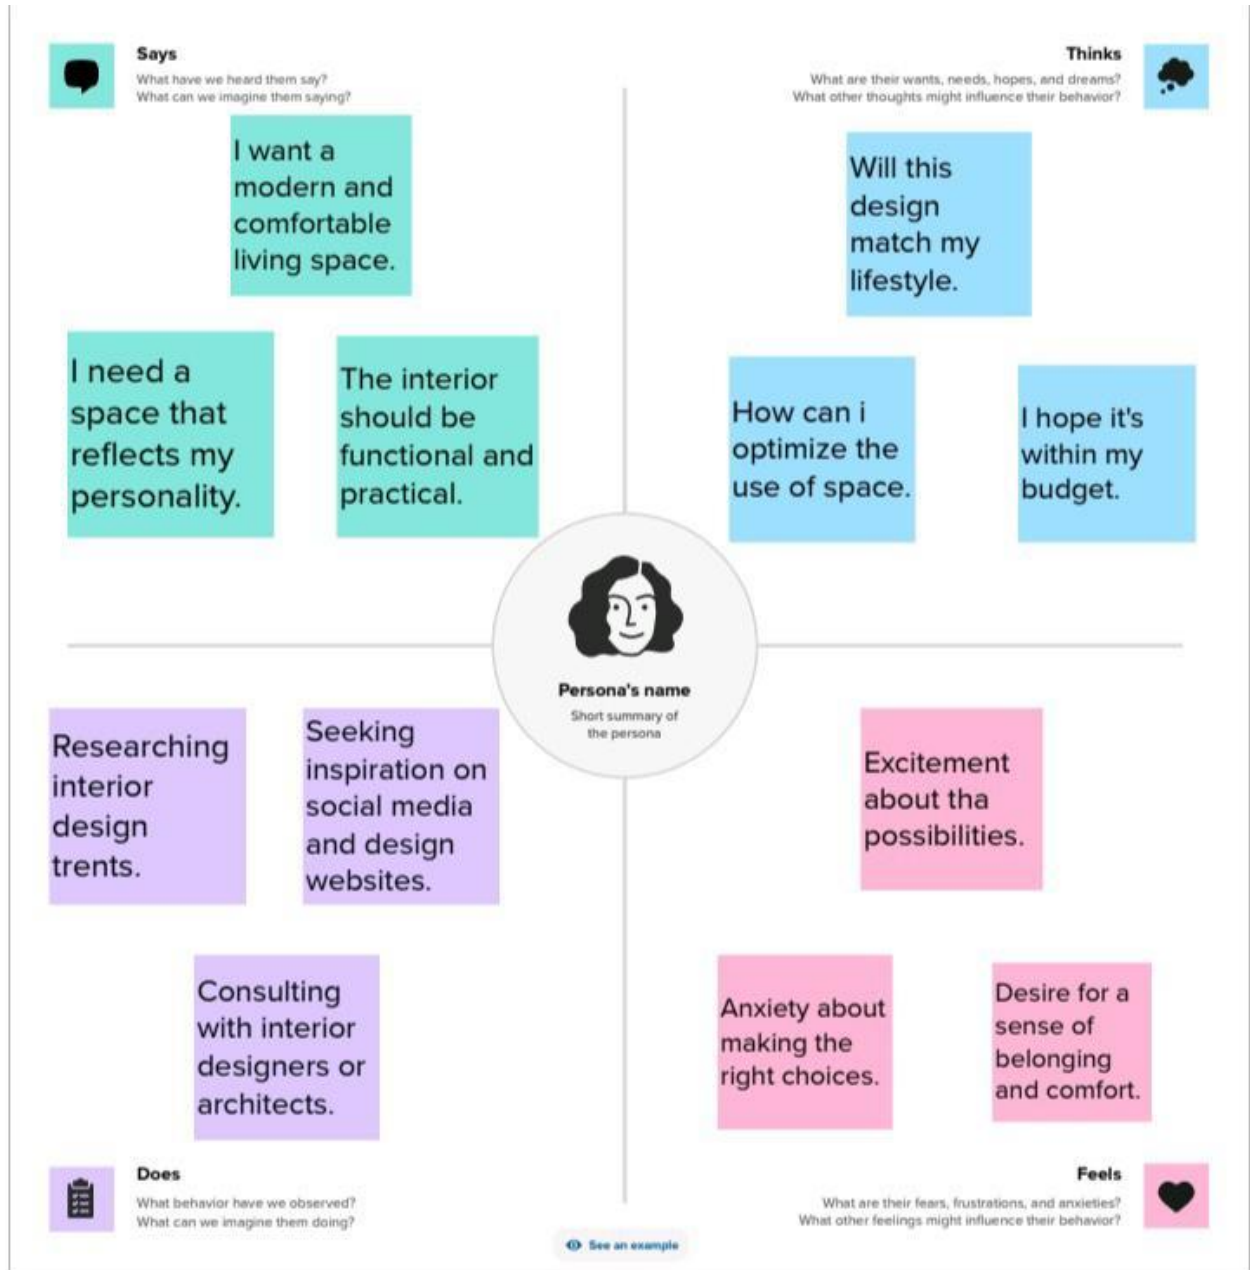 Says
What have we heard them say?
What can we imagine them saying?
I want a
modern and
comfortable
living space.
I need a
space that
reflects my
personality.
The interior
should be
functional and
practical.
Thinks
What are their wants, needs, hopes, and dreams?
What other thoughts might influence their behavior?
Will this
design
match my
lifestyle.
How can i
optimize the
use of space.
I hope it's
within my
budget.
Persona's name
Short summary of
the persona
Researching
interior
design
trents.
Seeking
inspiration on
social media
and design
websites.
Consulting
with interior
designers or
architects.
Does
What behavior have we observed?
What can we imagine them doing?
Excitement
about tha
possibilities.
Anxiety about
making the
right choices.
Desire for a
sense of
belonging
and comfort.
Feels
What are their fears, frustrations, and anxieties?
What other feelings might influence their behavior?
See an example